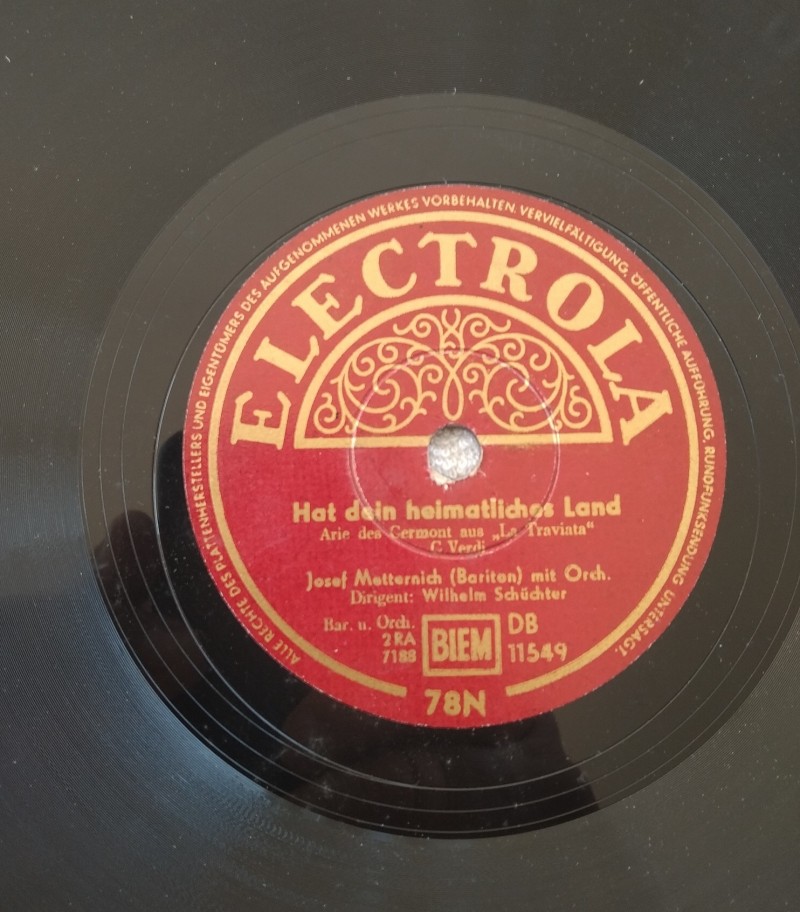 ALLE RECHTE DES PLATTENHERSTELLERS UND EIGENTÜMERS DES AUFGENOMMENEN WERKES VORBEHALTEN. VERVIELFÄLTIGUNG, ÖFFENTLICHE AUFFÜHRUNG, RUNDFUNKSENDUNG UNTERSAGT.
ELECTROLA
Hat dein heimatliches Land
Arie des Germont aus „La Traviata“
G. Verdi
Josef Metternich (Bariton) mit Orch.
Dirigent: Wilhelm Schüchter
Bar. u. Orch.
2RA
7188
BIEM
DB
11549
78N